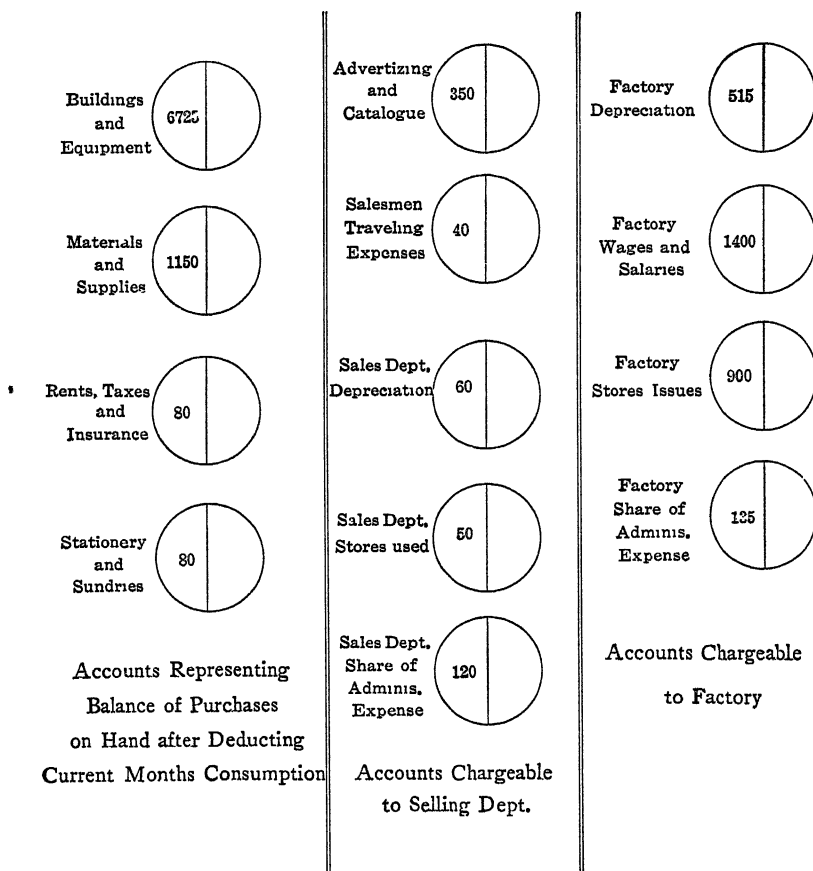 Buildings
and
Equipment
6725
Materials
and
Supplies
1150
Rents, Taxes
and
Insurance
80
Stationery
and
Sundries
80
Accounts Representing
Balance of Purchases
on Hand after Deducting
Current Months Consumption
Advertizing
and
Catalogue
350
Salesmen
Traveling
Expenses
40
Sales Dept.
Depreciation
60
Sales Dept.
Stores used
50
Sales Dept.
Share of
Adminis.
Expense
120
Accounts Chargeable
to Selling Dept.
Factory
Depreciation
515
Factory
Wages and
Salaries
1400
Factory
Stores Issues
900
Factory
Share of
Adminis.
Expense
Accounts Chargeable
to Factory